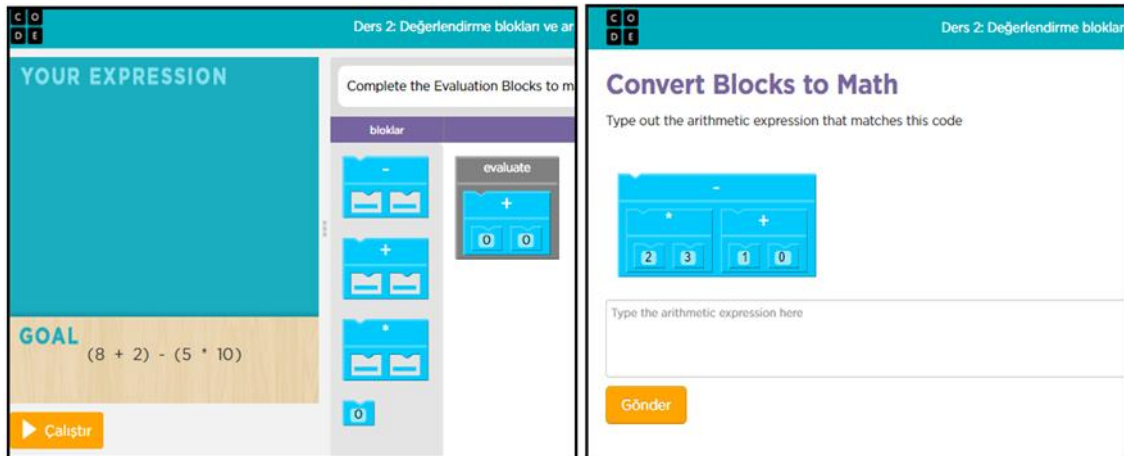 C O
D E
Ders 2: Değerlendirme blokları ve ar
YOUR EXPRESSION
Complete the Evaluation Blocks to m
bloklar
-
+
*
0
evaluate
+
0 0
GOAL
(8 + 2) - (5 * 10)
Çalıştır
C O
D E
Ders 2: Değerlendirme bloklar
Convert Blocks to Math
Type out the arithmetic expression that matches this code
-
* +
2 3 1 0
Type the arithmetic expression here
Gönder